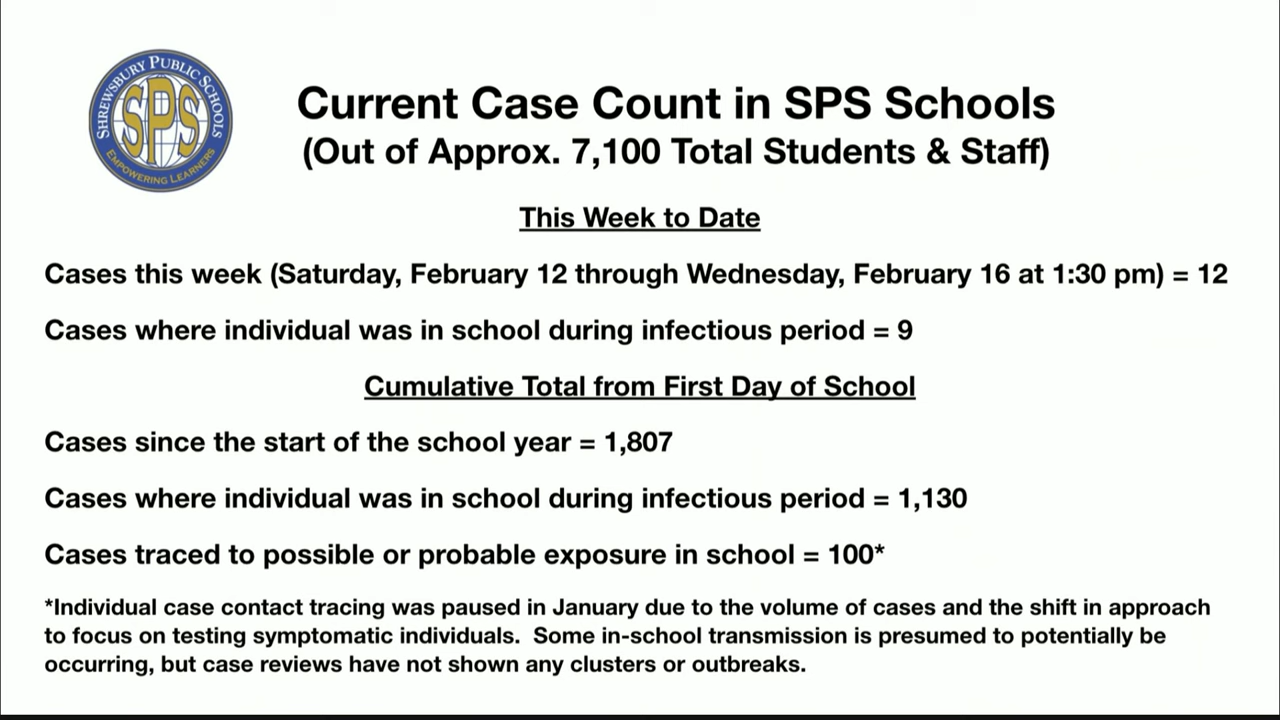 SHREWSBURY PUBLIC SCHOOLS
SPS
EMPOWERING LEARNERS
Current Case Count in SPS Schools
(Out of Approx. 7,100 Total Students & Staff)
This Week to Date
Cases this week (Saturday, February 12 through Wednesday, February 16 at 1:30 pm) = 12
Cases where individual was in school during infectious period = 9
Cumulative Total from First Day of School
Cases since the start of the school year = 1,807
Cases where individual was in school during infectious period = 1,130
Cases traced to possible or probable exposure in school = 100*
*Individual case contact tracing was paused in January due to the volume of cases and the shift in approach
to focus on testing symptomatic individuals.  Some in-school transmission is presumed to potentially be
occurring, but case reviews have not shown any clusters or outbreaks.